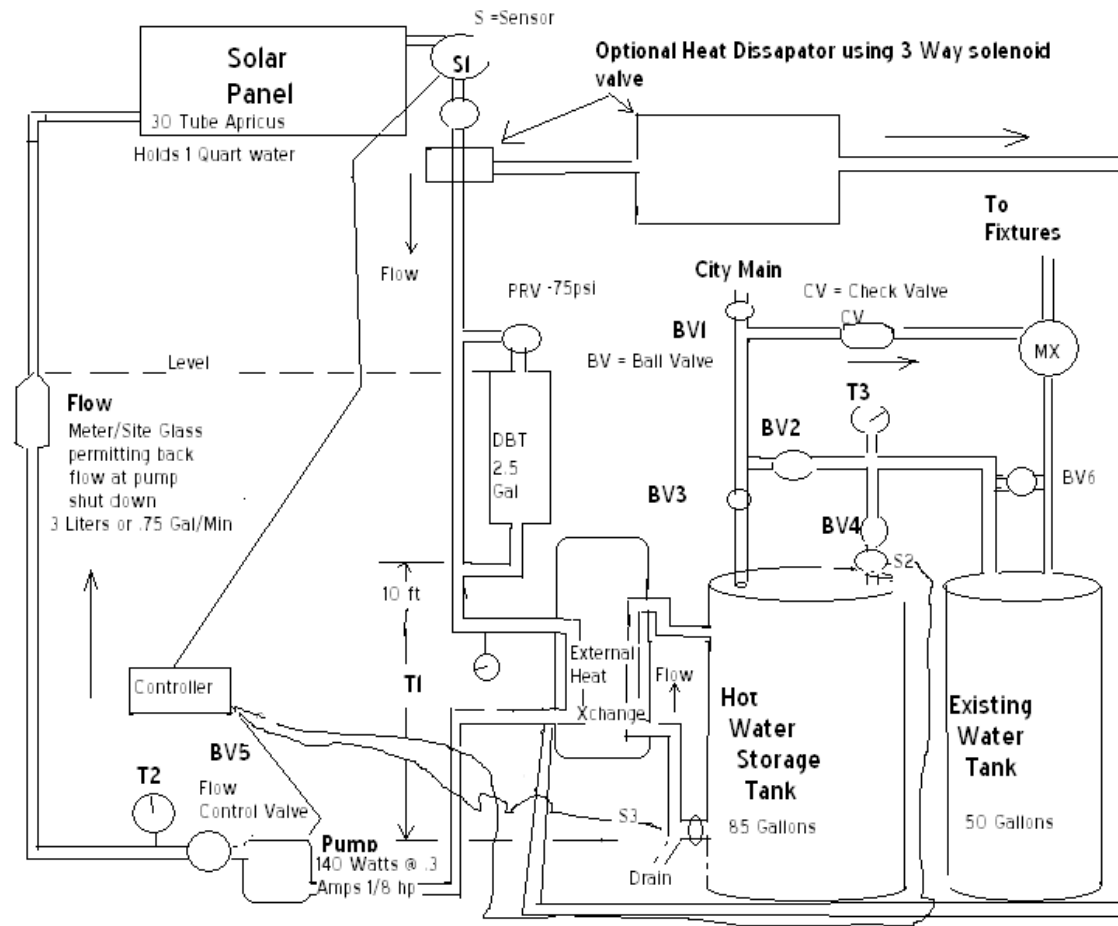 S =Sensor
Optional Heat Dissapator using 3 Way solenoid
valve
Solar
Panel
30 Tube Apricus
Holds 1 Quart water
S1
Flow
To
Fixtures
City Main
CV = Check Valve
CV
PRV -75psi
BV1
BV = Ball Valve
MX
Level
Flow
Meter/Site Glass
permitting back
flow at pump
shut down
3 Liters or .75 Gal/Min
DBT
2.5
Gal
T3
BV2
BV6
BV3
BV4
S2
10 ft
External
Heat
Xchange
Flow
T1
Controller
Hot
Water
Storage
Tank
85 Gallons
Existing
Water
Tank
50 Gallons
BV5
T2
Flow
Control Valve
S3
Pump
140 Watts @ .3
Amps 1/8 hp
Drain